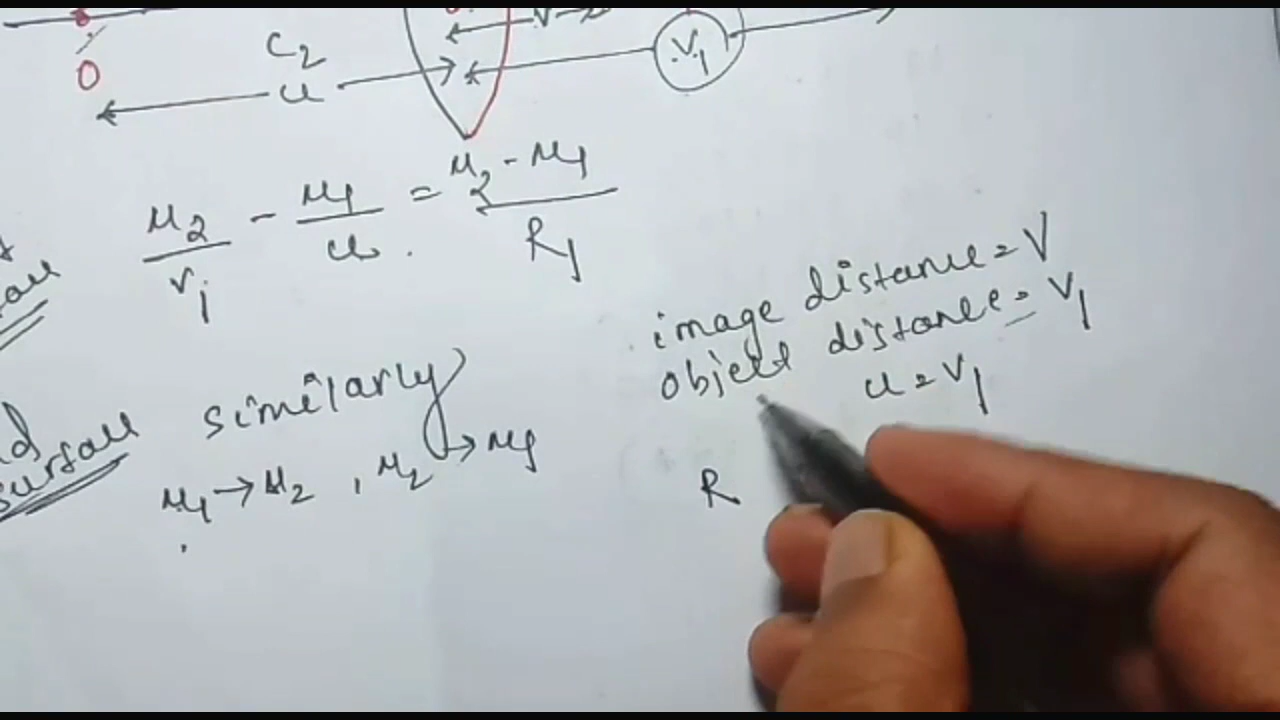 O
C2
u
V
V1
μ2/v1 - μ1/u = μ2 - μ1/R1
image distance = V
object distance = V1
u = V1
similarly
surface
μ1 → μ2 , μ2 → μ1
R